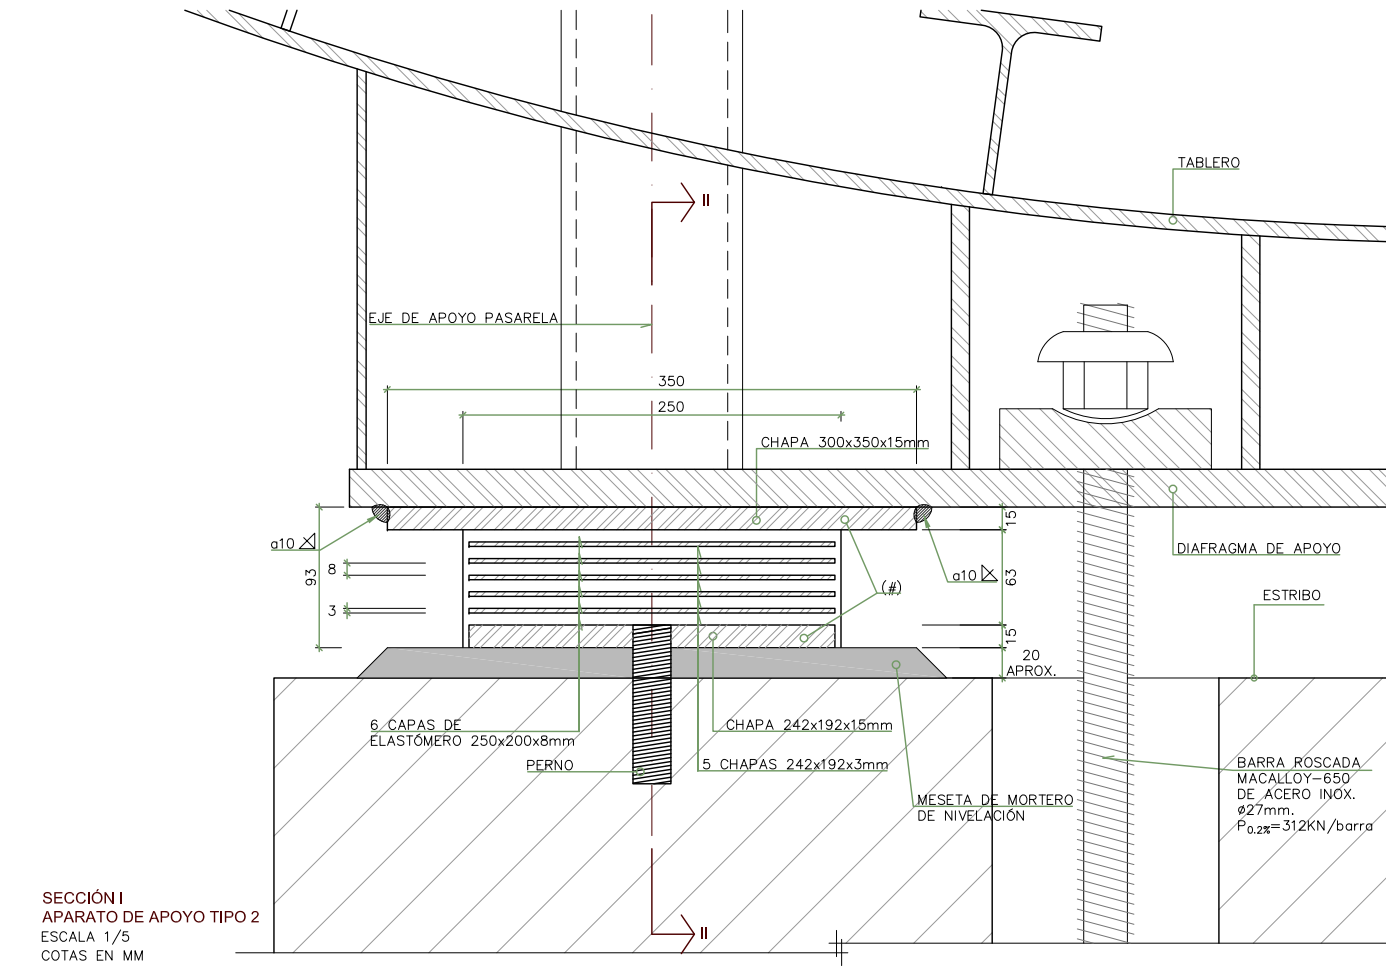 TABLERO
II
EJE DE APOYO PASARELA
350
250
CHAPA 300x350x15mm
15
a10
93
8
3
(#)
a10
63
DIAFRAGMA DE APOYO
ESTRIBO
15
20
APROX.
6 CAPAS DE
ELASTÓMERO 250x200x8mm
CHAPA 242x192x15mm
PERNO
5 CHAPAS 242x192x3mm
BARRA ROSCADA
MACALLOY-650
DE ACERO INOX.
ø27mm.
P0.2%=312KN/barra
MESETA DE MORTERO
DE NIVELACIÓN
SECCIÓN I
APARATO DE APOYO TIPO 2
ESCALA 1/5
COTAS EN MM
II